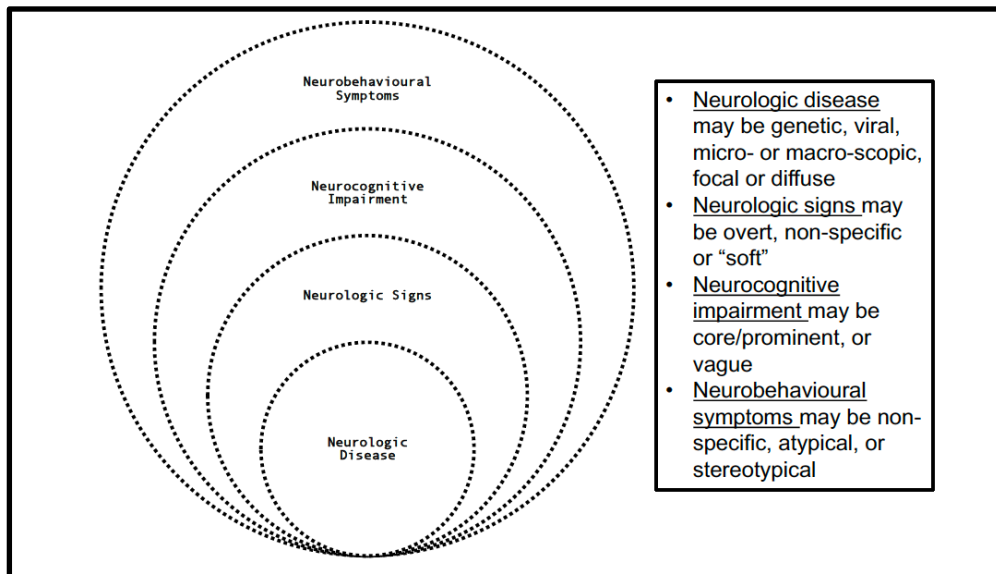 Neurobehavioural
Symptoms
Neurocognitive
Impairment
Neurologic Signs
Neurologic
Disease
• Neurologic disease
may be genetic, viral,
micro- or macro-scopic,
focal or diffuse
• Neurologic signs may
be overt, non-specific
or “soft”
• Neurocognitive
impairment may be
core/prominent, or
vague
• Neurobehavioural
symptoms may be non-
specific, atypical, or
stereotypical